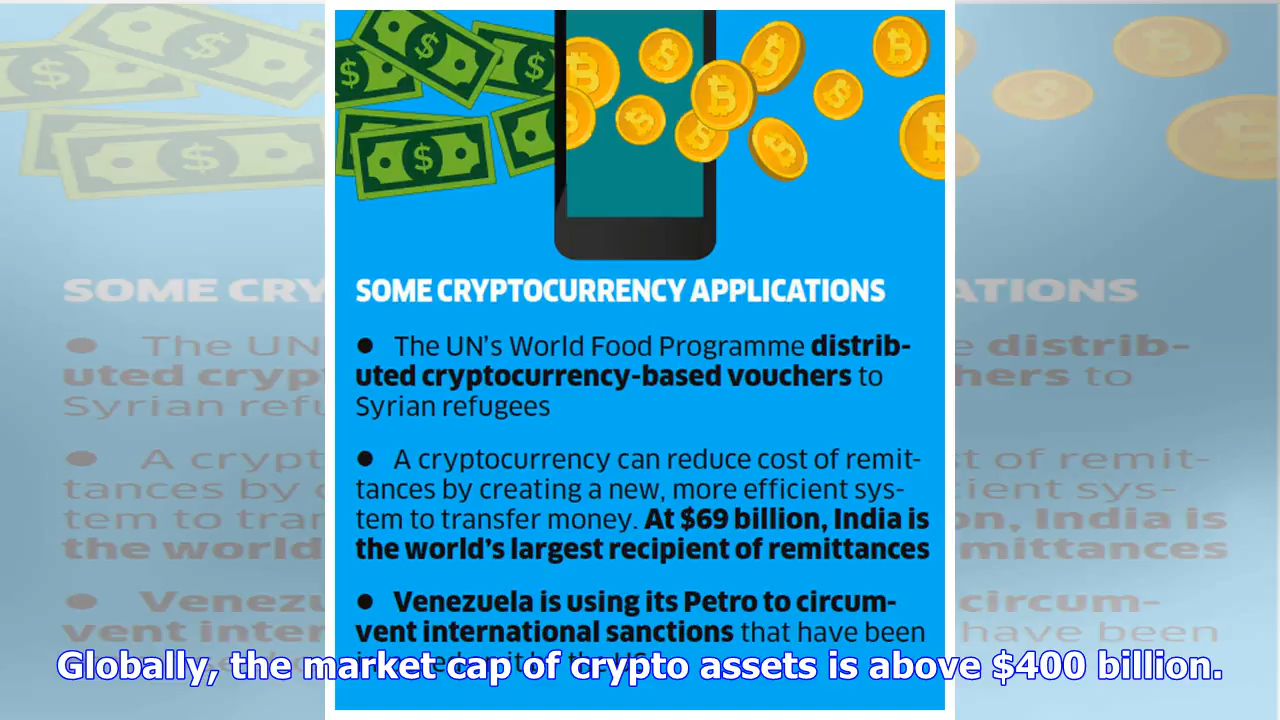 SOME CRYPTOCURRENCY APPLICATIONS
● The UN's World Food Programme distrib-
uted cryptocurrency-based vouchers to
Syrian refugees
● A cryptocurrency can reduce cost of remit-
tances by creating a new, more efficient sys-
tem to transfer money. At $69 billion, India is
the world's largest recipient of remittances
● Venezuela is using its Petro to circum-
vent international sanctions that have been
Globally, the market cap of crypto assets is above $400 billion.